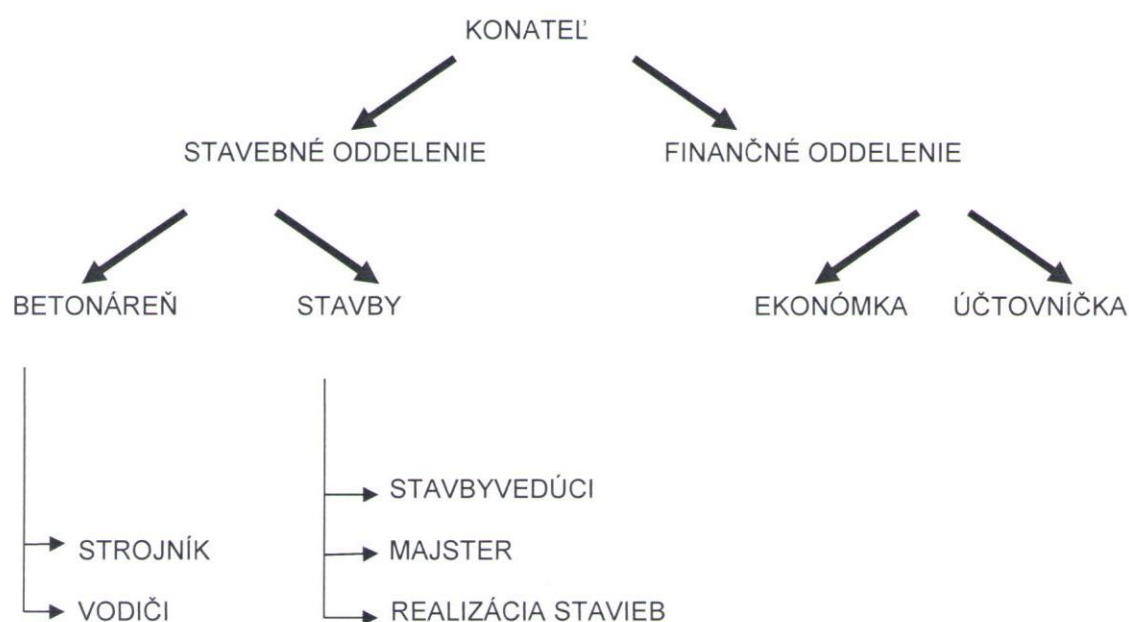 KONATEĽ
STAVEBNÉ ODDELENIE
FINANČNÉ ODDELENIE
BETONÁREŇ
STAVBY
EKONÓMKA
ÚČTOVNÍČKA
STAVBYVEDÚCI
STROJNÍK
MAJSTER
VODIČI
REALIZÁCIA STAVIEB